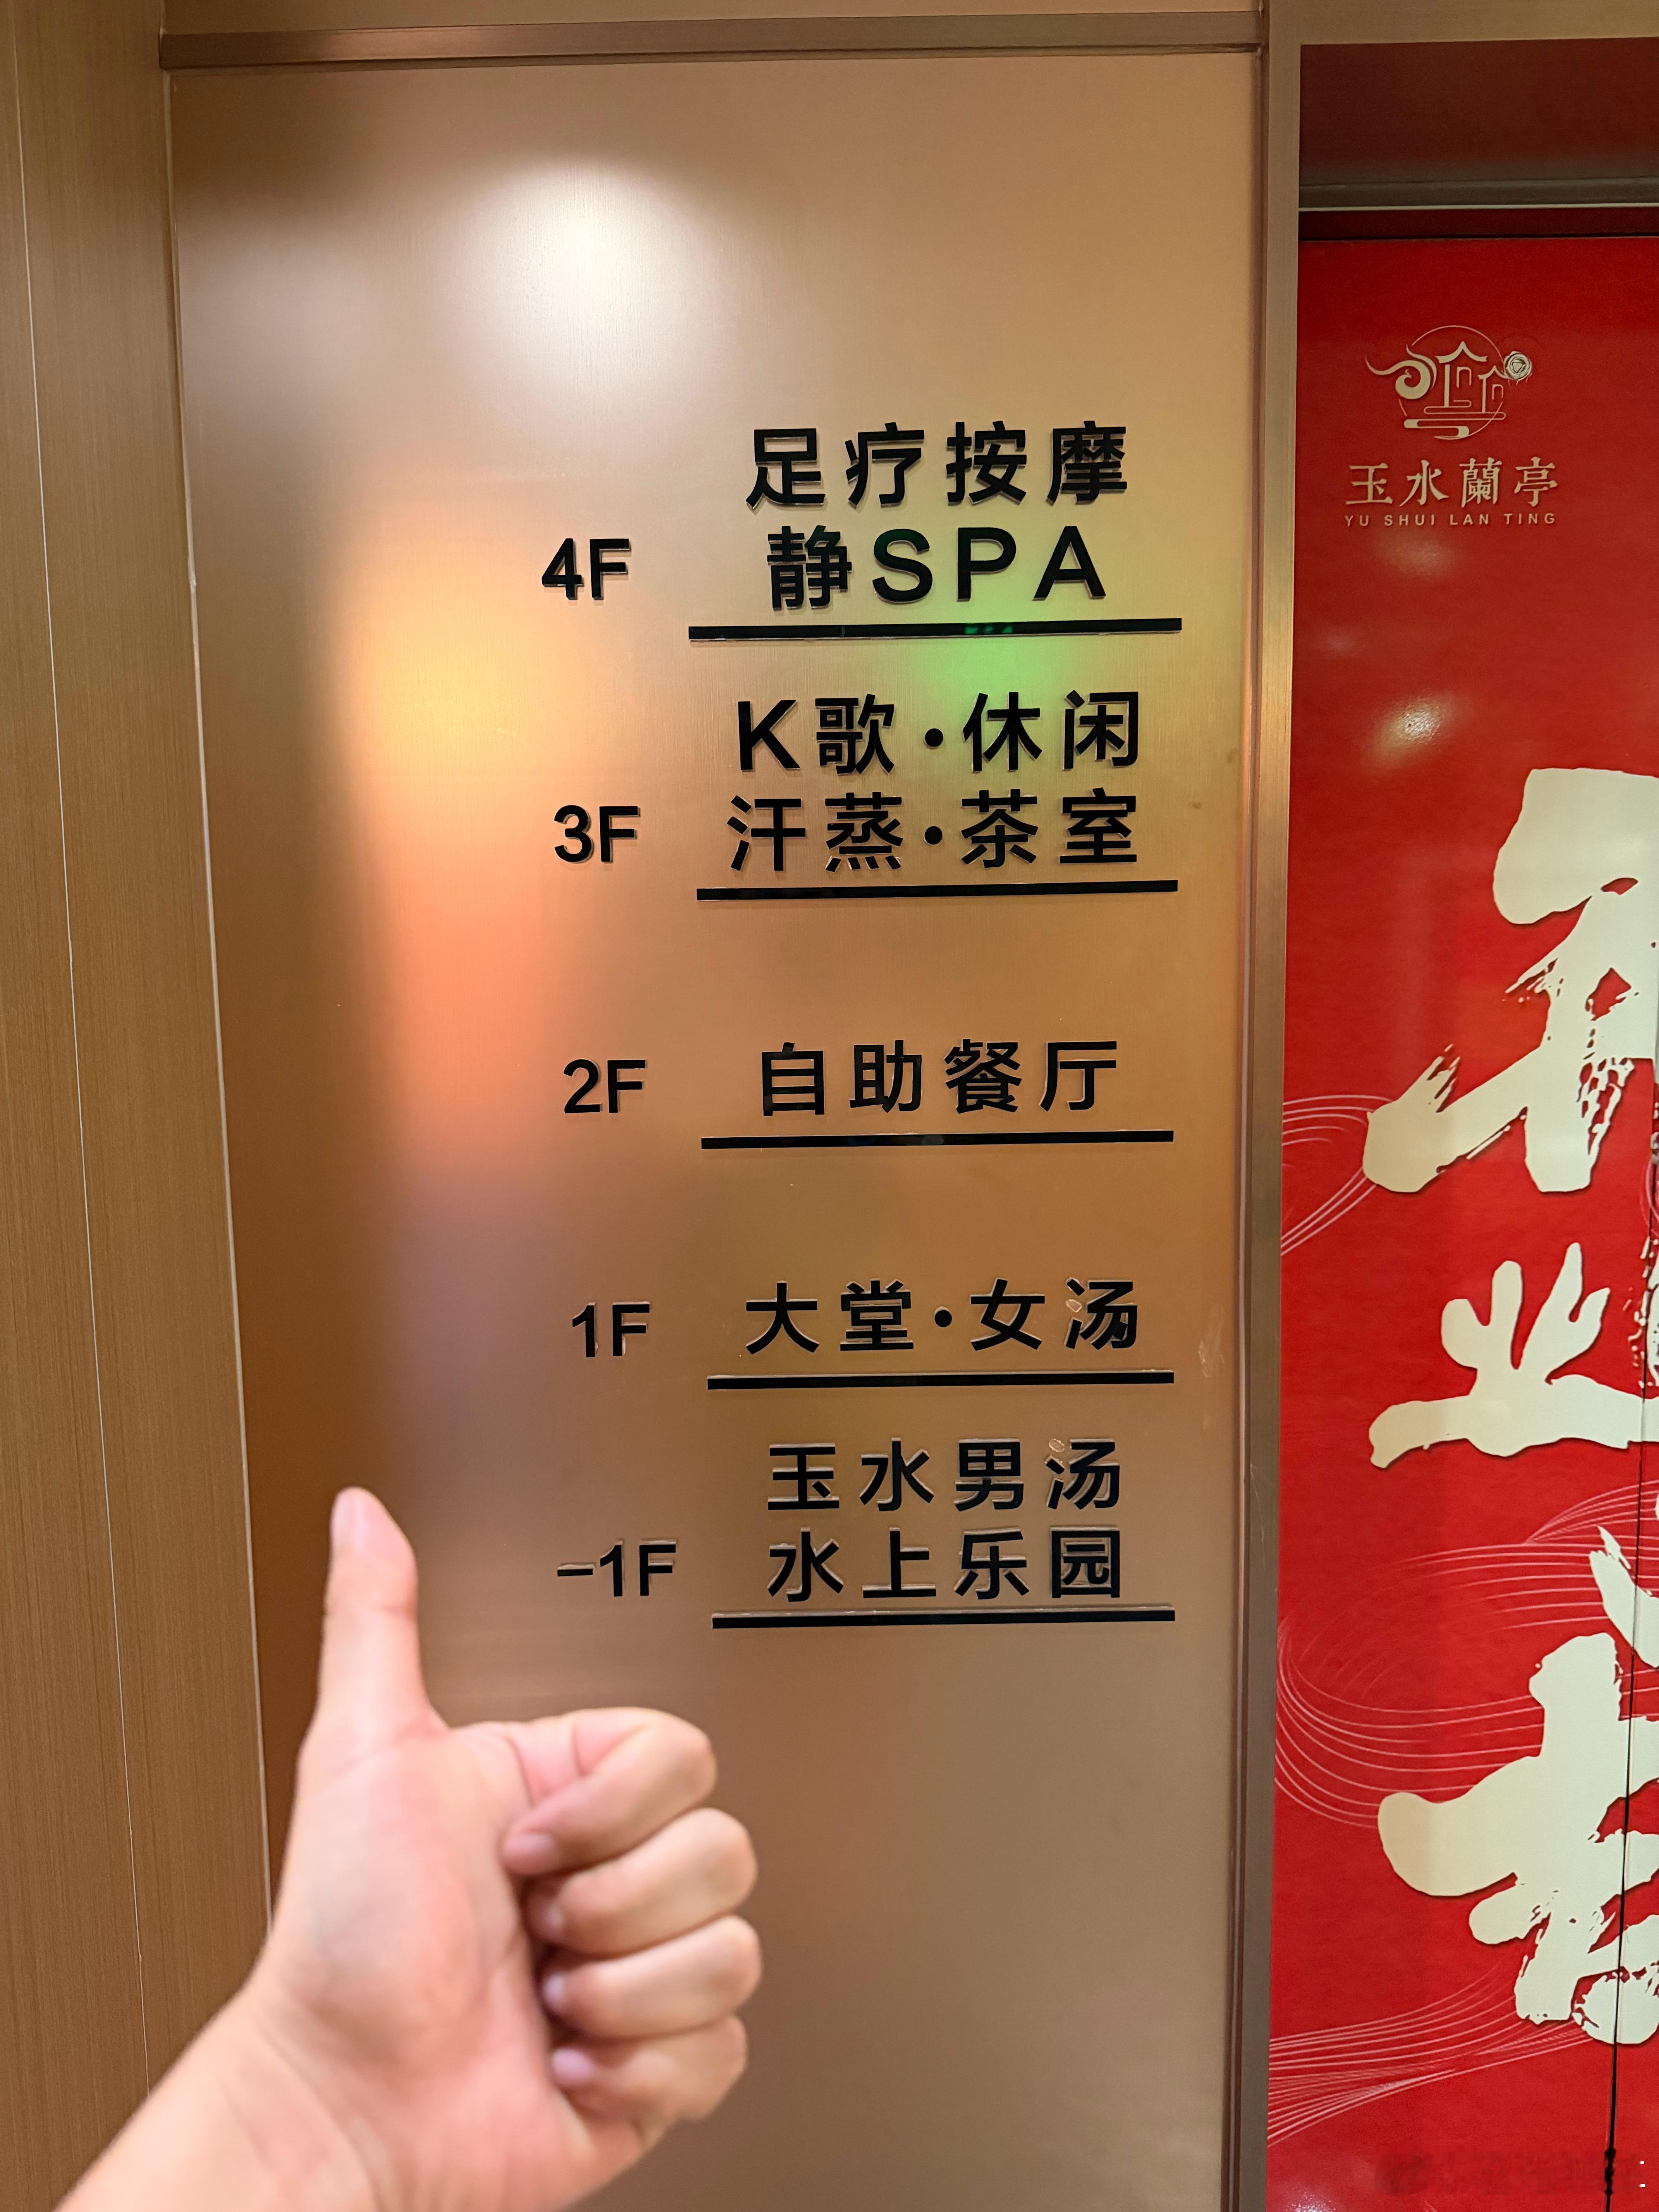 足疗按摩
4F 静SPA
K歌·休闲
3F 汗蒸·茶室
2F 自助餐厅
1F 大堂·女汤
玉水男汤
-1F 水上乐园
玉水蘭亭
YU SHUI LAN TING
业